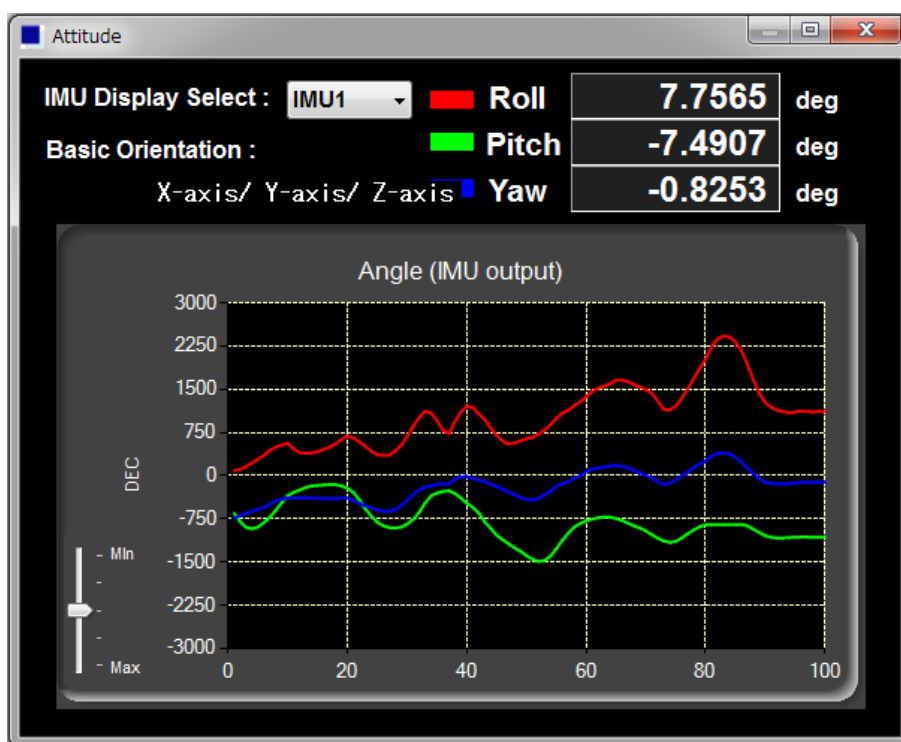 Attitude
IMU Display Select : IMU1 Roll 7.7565 deg
Basic Orientation : Pitch -7.4907 deg
X-axis/ Y-axis/ Z-axis Yaw -0.8253 deg
Angle (IMU output)
3000
2250
1500
750
0
-750
-1500
-2250
-3000
DEC
MIn
Max
0 20 40 60 80 100